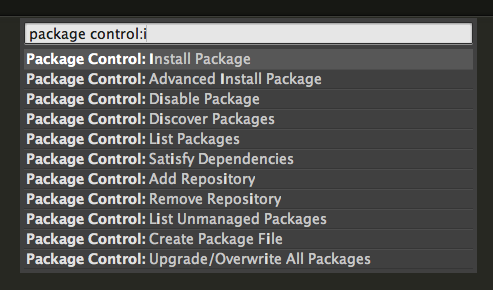 package control:i
Package Control: Install Package
Package Control: Advanced Install Package
Package Control: Disable Package
Package Control: Discover Packages
Package Control: List Packages
Package Control: Satisfy Dependencies
Package Control: Add Repository
Package Control: Remove Repository
Package Control: List Unmanaged Packages
Package Control: Create Package File
Package Control: Upgrade/Overwrite All Packages